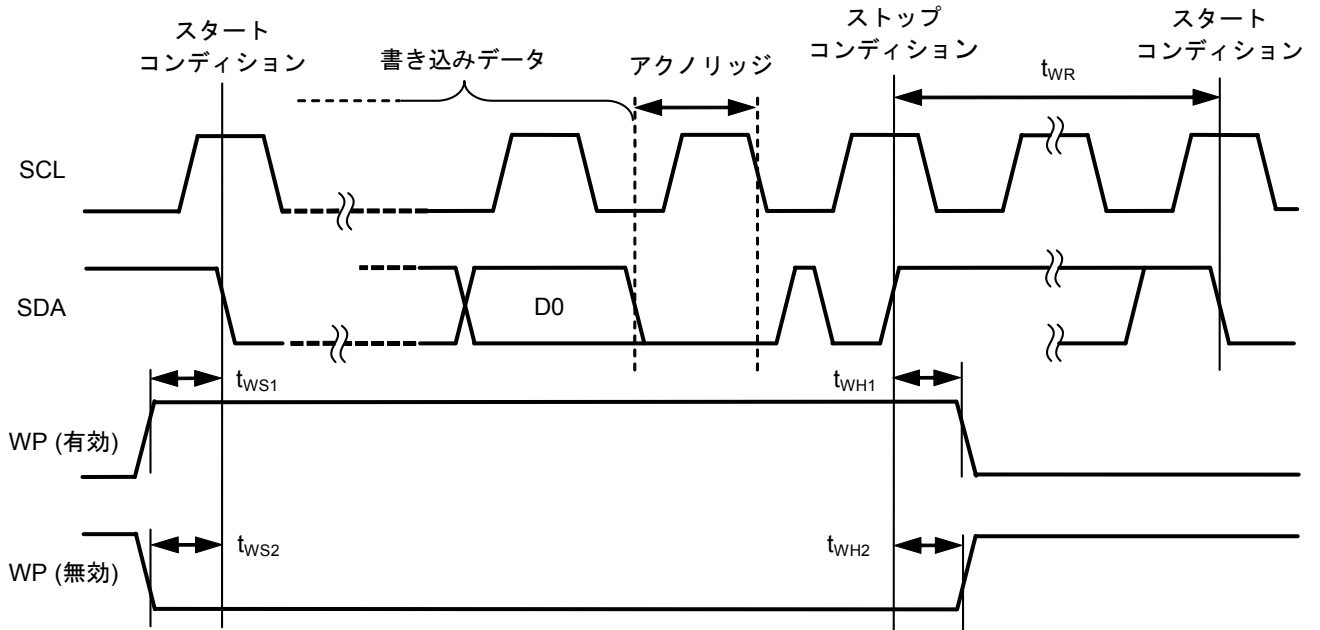 スタート
コンディション
書き込みデータ
アクノリッジ
ストップ
コンディション
tWR
スタート
コンディション
SCL
SDA
D0
tWS1
tWH1
WP (有効)
tWS2
tWH2
WP (無効)